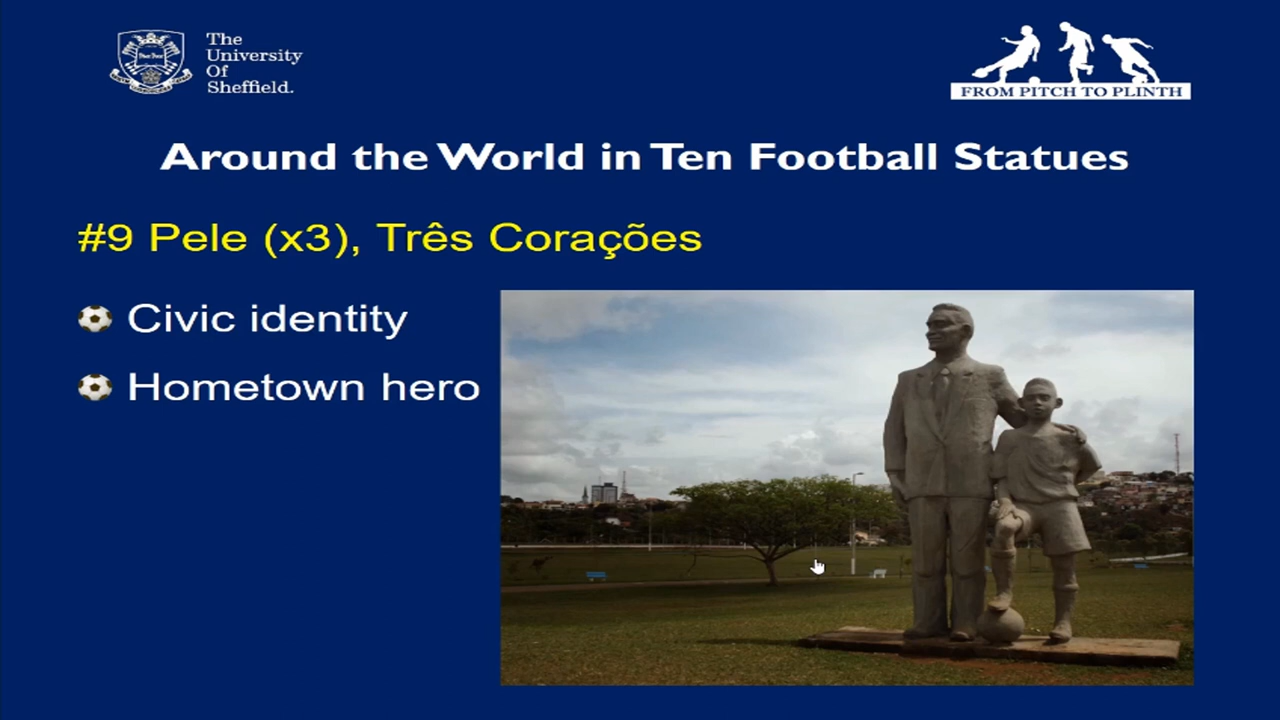 The
University
Of
Sheffield.
FROM PITCH TO PLINTH
Around the World in Ten Football Statues
#9 Pele (x3), Três Corações
Civic identity
Hometown hero